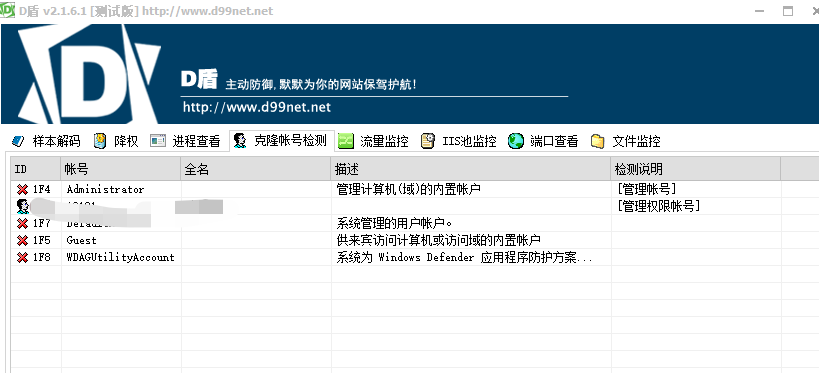 D盾 v2.1.6.1 [测试版] http://www.d99net.net
D
D盾 主动防御,默默为你的网站保驾护航!
http://www.d99net.net
样本解码 降权 进程查看 克隆帐号检测 流量监控 IIS池监控 端口查看 文件监控
ID 帐号 全名 描述 检测说明
1F4 Administrator 管理计算机(域)的内置帐户 [管理帐号]
[管理权限帐号]
1F7 系统管理的用户帐户。
1F5 Guest 供来宾访问计算机或访问域的内置帐户
1F8 WDAGUtilityAccount 系统为 Windows Defender 应用程序防护方案...